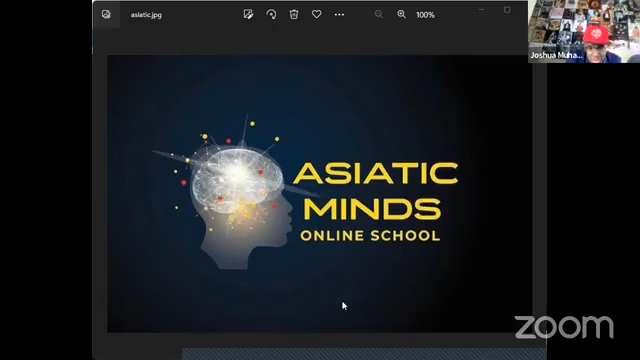 asiatic.jpg
100%
Joshua Muha...
ASIATIC
MINDS
ONLINE SCHOOL
zoom